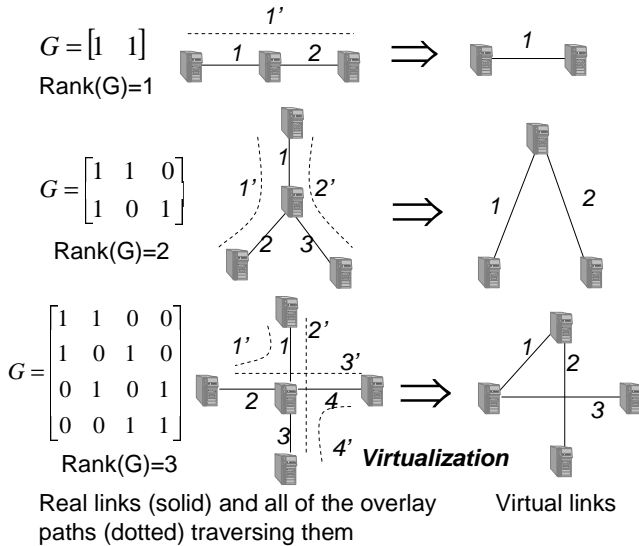 1'
G = [1 1] 1 2 ⇒ 1
Rank(G)=1
1
G = [1 1 0
1 0 1] 1' 2' ⇒ 1 2
2 3
Rank(G)=2
G = [1 1 0 0
1 0 1 0
0 1 0 1
0 0 1 1]
1' 1 2' 3'
2 4 ⇒ 1 2 3
3 4'
Rank(G)=3
Virtualization
Real links (solid) and all of the overlay
paths (dotted) traversing them
Virtual links